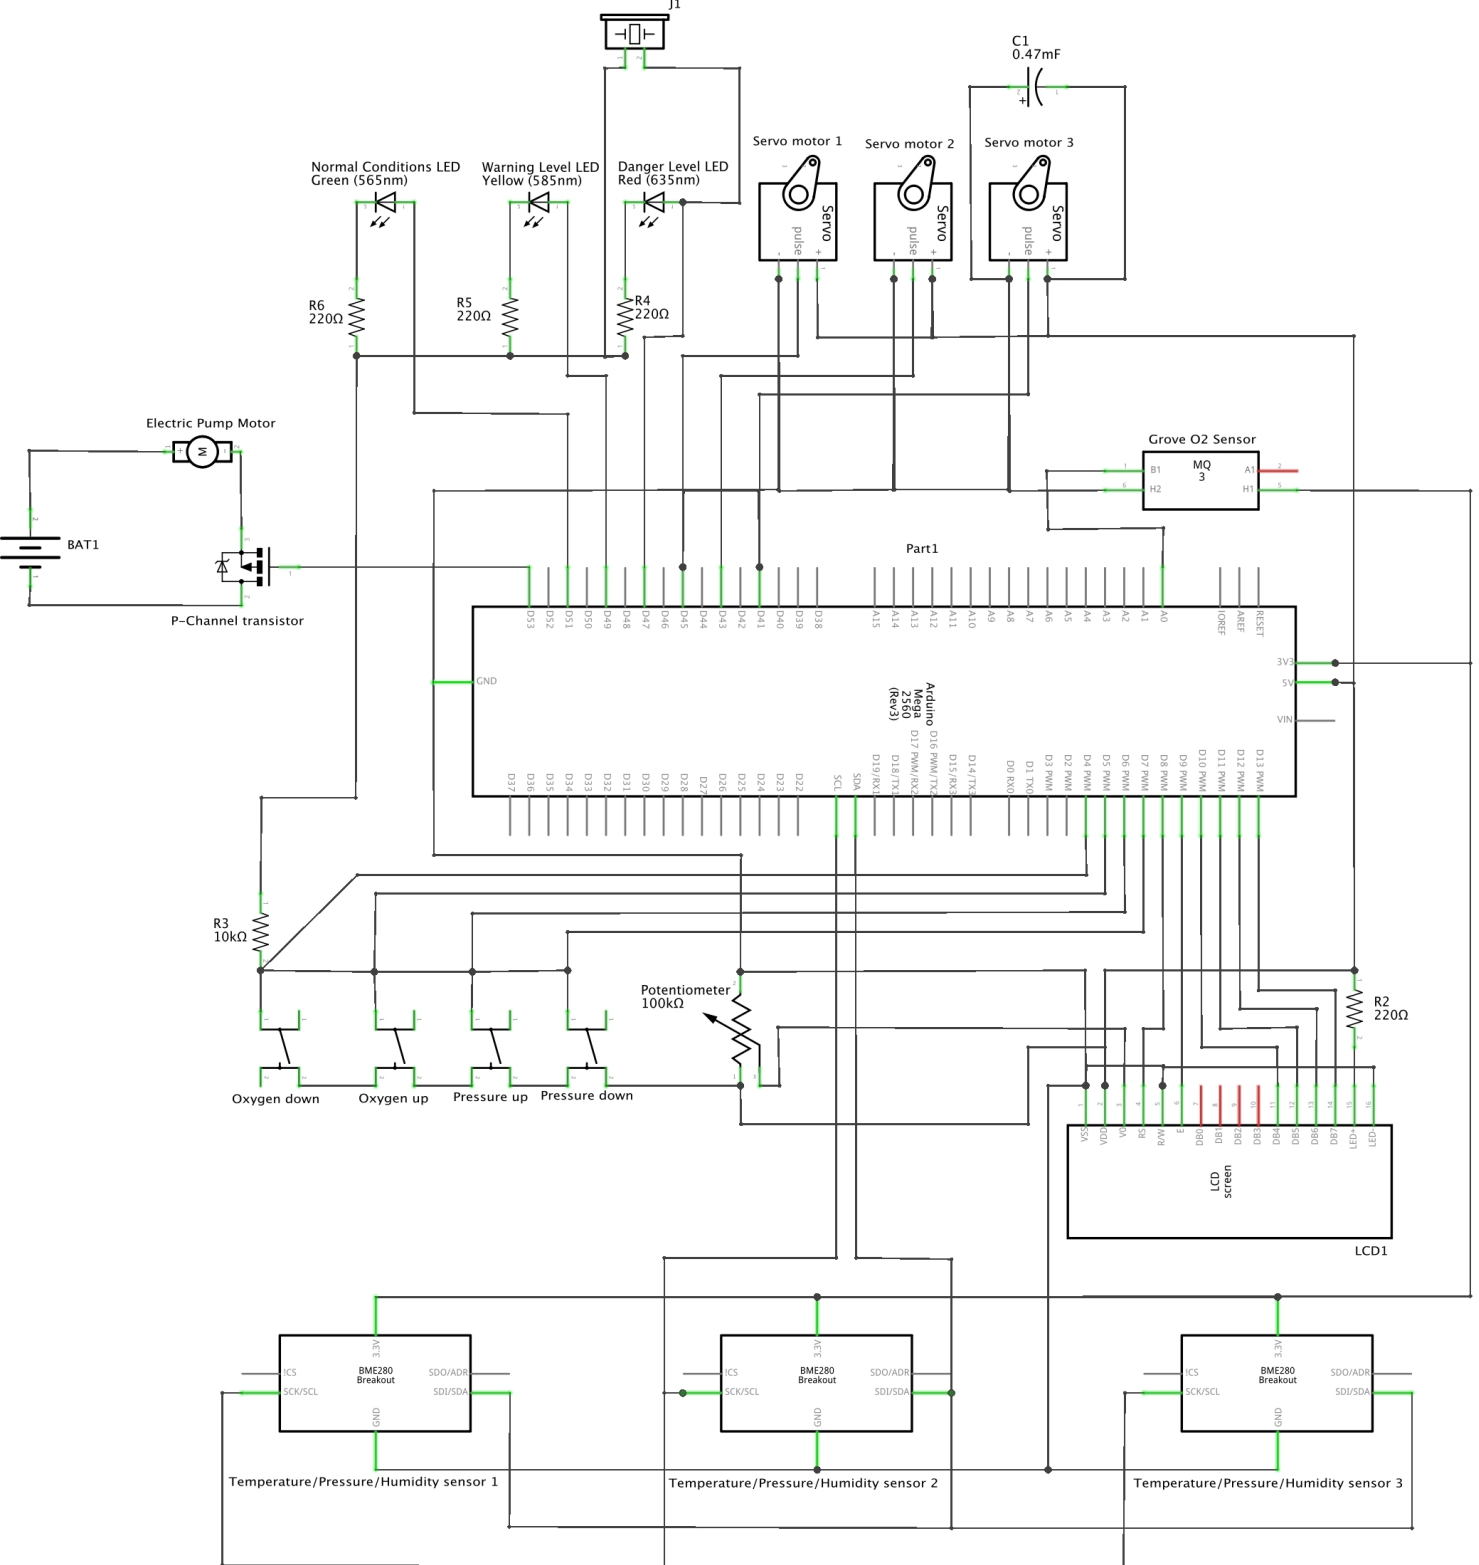 J1
C1
0.47mF
Servo motor 1
Servo motor 2
Servo motor 3
Normal Conditions LED
Green (565nm)
Warning Level LED
Yellow (585nm)
Danger Level LED
Red (635nm)
Servo
pulse
-
+
Servo
pulse
-
+
Servo
pulse
-
+
R6
220Ω
R5
220Ω
R4
220Ω
Electric Pump Motor
M
BAT1
P-Channel transistor
Grove O2 Sensor
MQ
3
B1
H2
A1
H1
Part1
D53
D52
D51
D50
D49
D48
D47
D46
D45
D44
D43
D42
D41
D40
D39
D38
A15
A14
A13
A12
A11
A10
A9
A8
A7
A6
A5
A4
A3
A2
A1
A0
IOREF
AREF
RESET
GND
3V3
5V
VIN
Arduino
Mega
2560
(Rev3)
D37
D36
D35
D34
D33
D32
D31
D30
D29
D28
D27
D26
D25
D24
D23
D22
SCL
SDA
D19/RX1
D18/TX1
D17 PWM/RX2
D16 PWM/TX2
D15/RX3
D14/TX3
D0 RX0
D1 TX0
D3 PWM
D2 PWM
D4 PWM
D5 PWM
D6 PWM
D7 PWM
D8 PWM
D9 PWM
D10 PWM
D11 PWM
D12 PWM
D13 PWM
R3
10kΩ
Potentiometer
100kΩ
R2
220Ω
Oxygen down
Oxygen up
Pressure up
Pressure down
VSS
VDD
V0
RS
R/W
E
DB0
DB1
DB2
DB3
DB4
DB5
DB6
DB7
LED+
LED-
LCD
screen
LCD1
3.3V
!CS
SCK/SCL
BME280
Breakout
SDO/ADR
SDI/SDA
GND
Temperature/Pressure/Humidity sensor 1
3.3V
!CS
SCK/SCL
BME280
Breakout
SDO/ADR
SDI/SDA
GND
Temperature/Pressure/Humidity sensor 2
3.3V
!CS
SCK/SCL
BME280
Breakout
SDO/ADR
SDI/SDA
GND
Temperature/Pressure/Humidity sensor 3